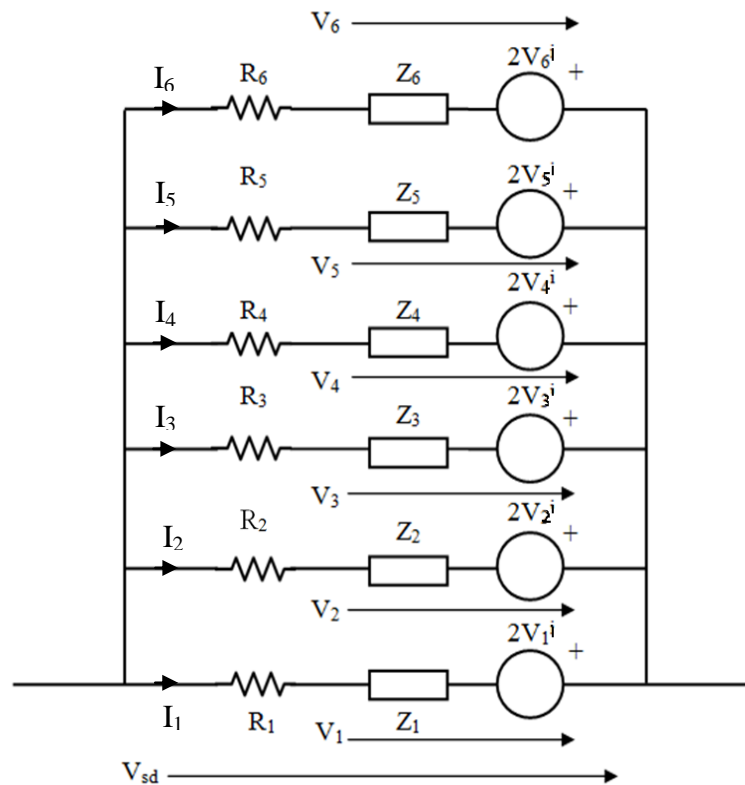 V₆
I₆ R₆ Z₆ 2V₆ⁱ +
I₅ R₅ Z₅ 2V₅ⁱ +
V₅
I₄ R₄ Z₄ 2V₄ⁱ +
V₄
I₃ R₃ Z₃ 2V₃ⁱ +
V₃
I₂ R₂ Z₂ 2V₂ⁱ +
V₂
2V₁ⁱ +
I₁ R₁ V₁ Z₁
Vsd